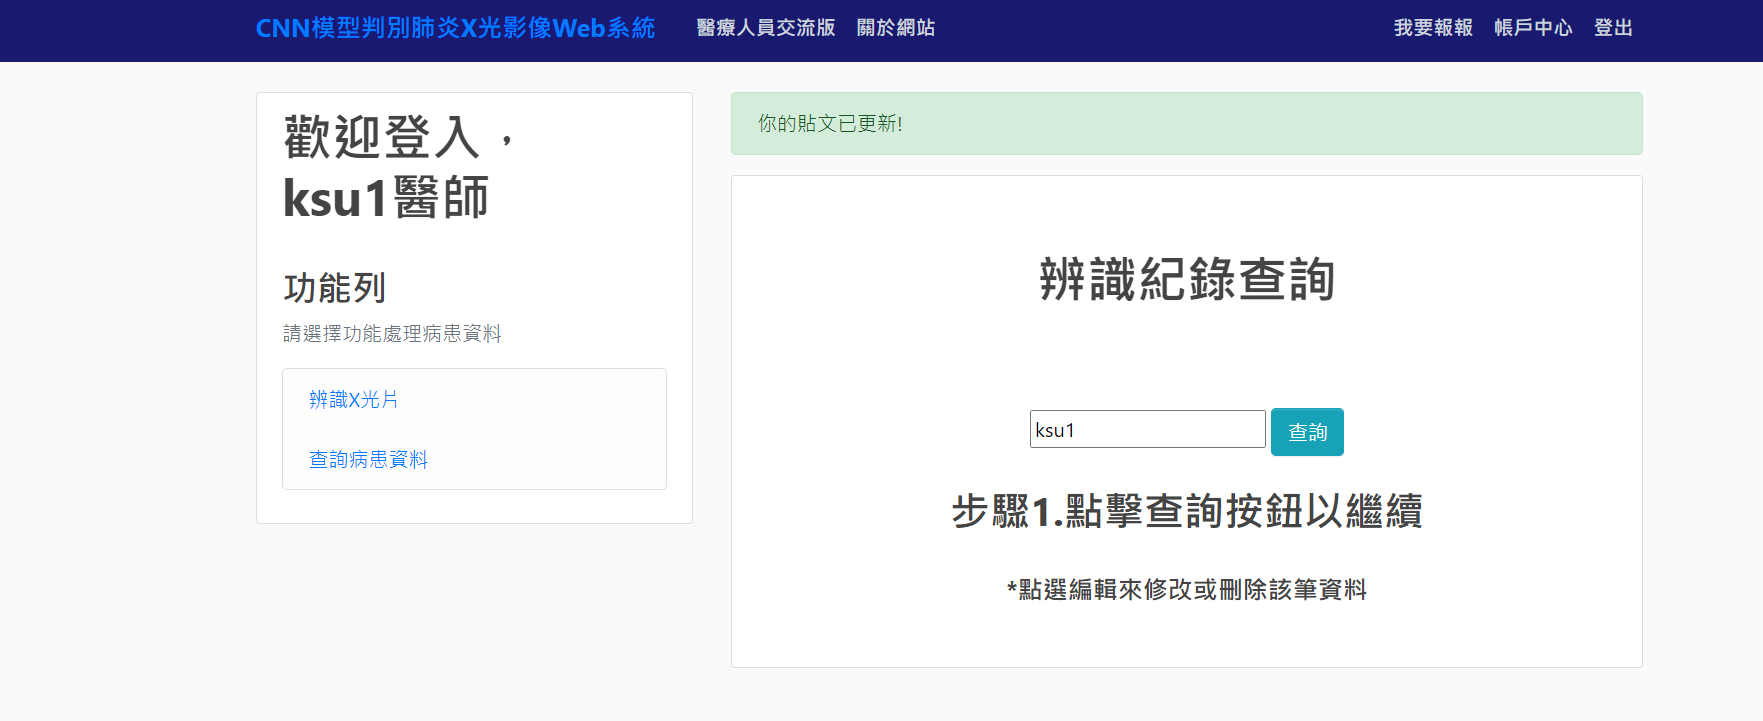 CNN模型判別肺炎X光影像Web系統 醫療人員交流版 關於網站 我要報報 帳戶中心 登出
歡迎登入，
ksu1醫師
功能列
請選擇功能處理病患資料
辨識X光片
查詢病患資料
你的貼文已更新!
辨識紀錄查詢
ksu1 查詢
步驟1.點擊查詢按鈕以繼續
*點選編輯來修改或刪除該筆資料